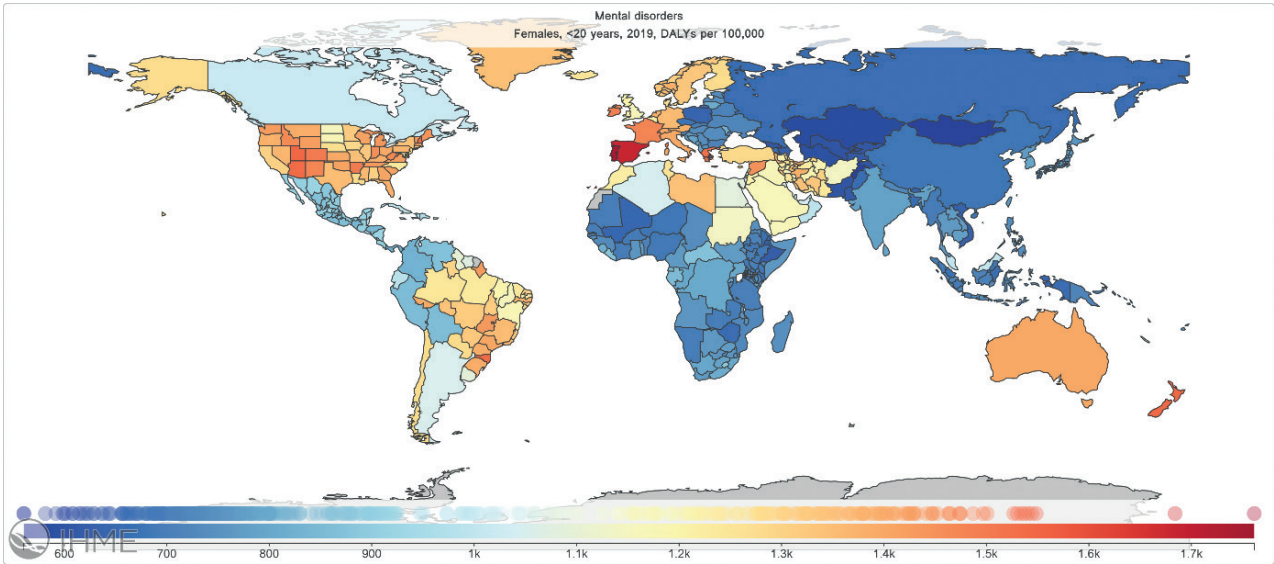 Mental disorders
Females, <20 years, 2019, DALYs per 100,000
IHME
600 700 800 900 1k 1.1k 1.2k 1.3k 1.4k 1.5k 1.6k 1.7k